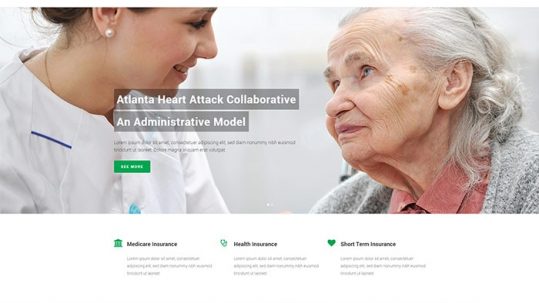 Atlanta Heart Attack Collaborative
An Administrative Model
Lorem ipsum dolor sit amet, consectetuer adipiscing elit, sed diam nonummy nibh euismod
tincidunt ut laoreet. Dolore magna aliquam erat volutpat.
SEE MORE
Medicare Insurance
Health Insurance
Short Term Insurance
Lorem ipsum dolor sit amet, consectetuer
adipiscing elit, sed diam nonummy nibh
tincidunt ut laoreet
Lorem ipsum dolor sit amet, consectetuer
adipiscing elit, sed diam nonummy nibh
tincidunt ut laoreet
Lorem ipsum dolor sit amet, consectetuer
adipiscing elit, sed diam nonummy nibh
tincidunt ut laoreet